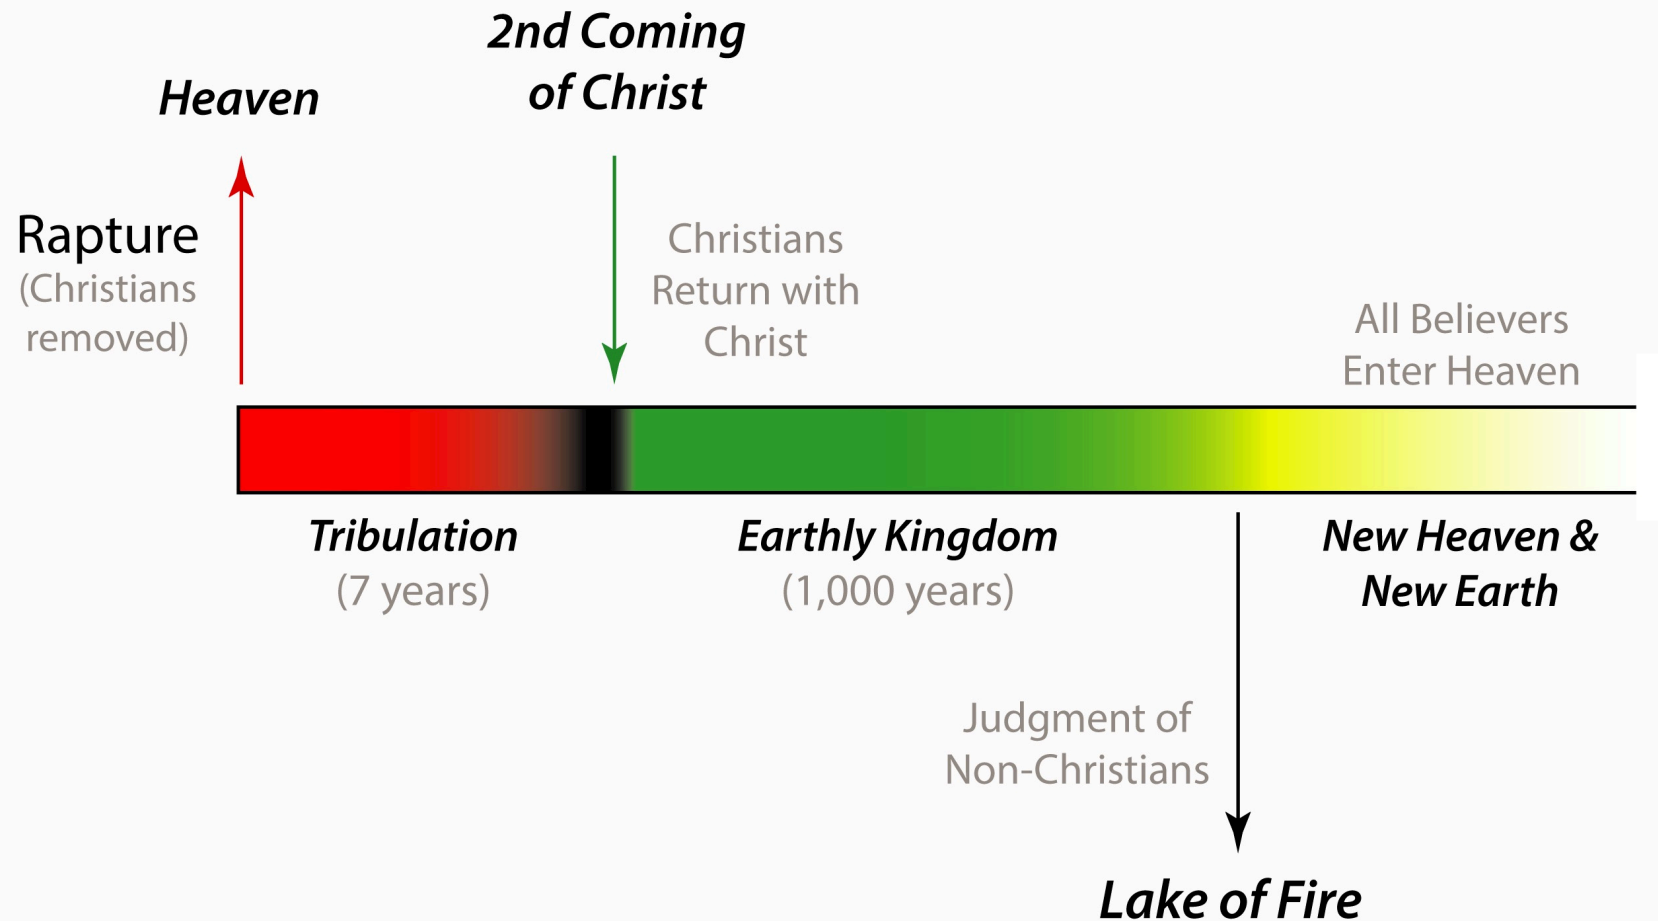 2nd Coming
of Christ
Heaven
Rapture
(Christians
removed)
Christians
Return with
Christ
All Believers
Enter Heaven
Tribulation
(7 years)
Earthly Kingdom
(1,000 years)
New Heaven &
New Earth
Judgment of
Non-Christians
Lake of Fire